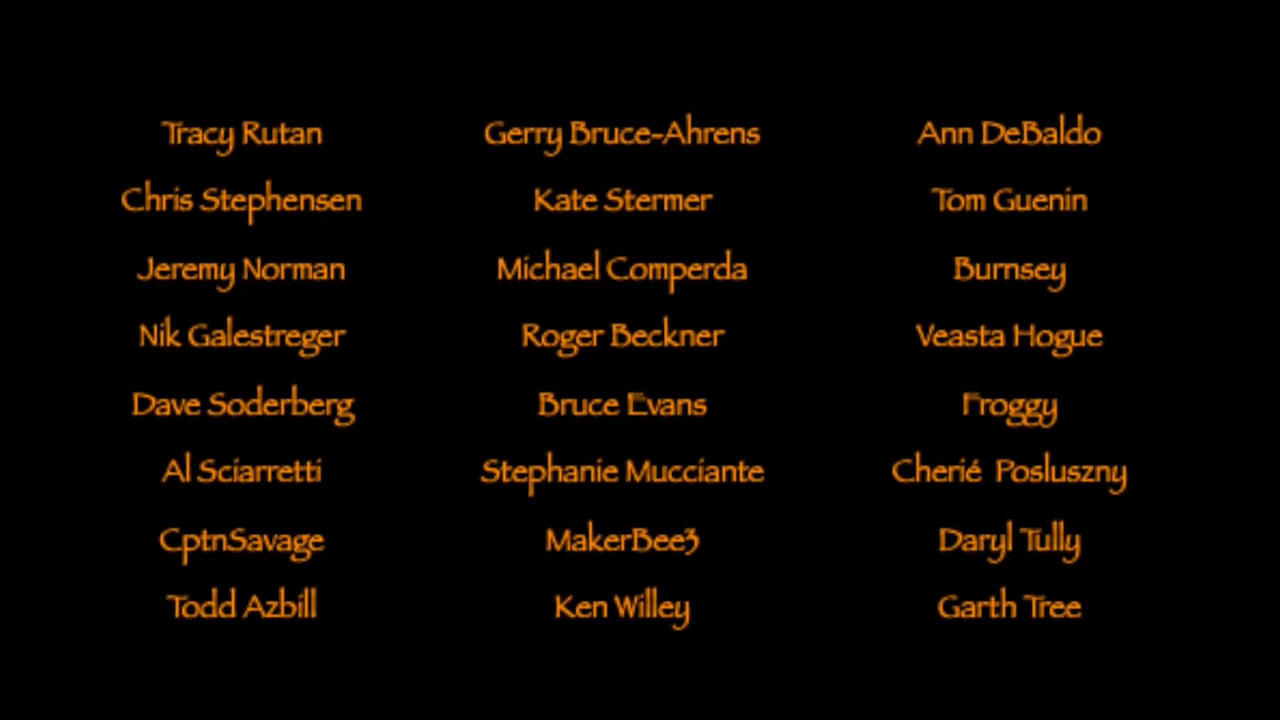 Tracy Rutan Gerry Bruce-Ahrens Ann DeBaldo
Chris Stephensen Kate Stermer Tom Guenin
Jeremy Norman Michael Comperda Burnsey
Nik Galestreger Roger Beckner Veasta Hogue
Dave Soderberg Bruce Evans Froggy
Al Sciarretti Stephanie Mucciante Cherié Posluszny
CptnSavage MakerBee3 Daryl Tully
Todd Azbill Ken Willey Garth Tree